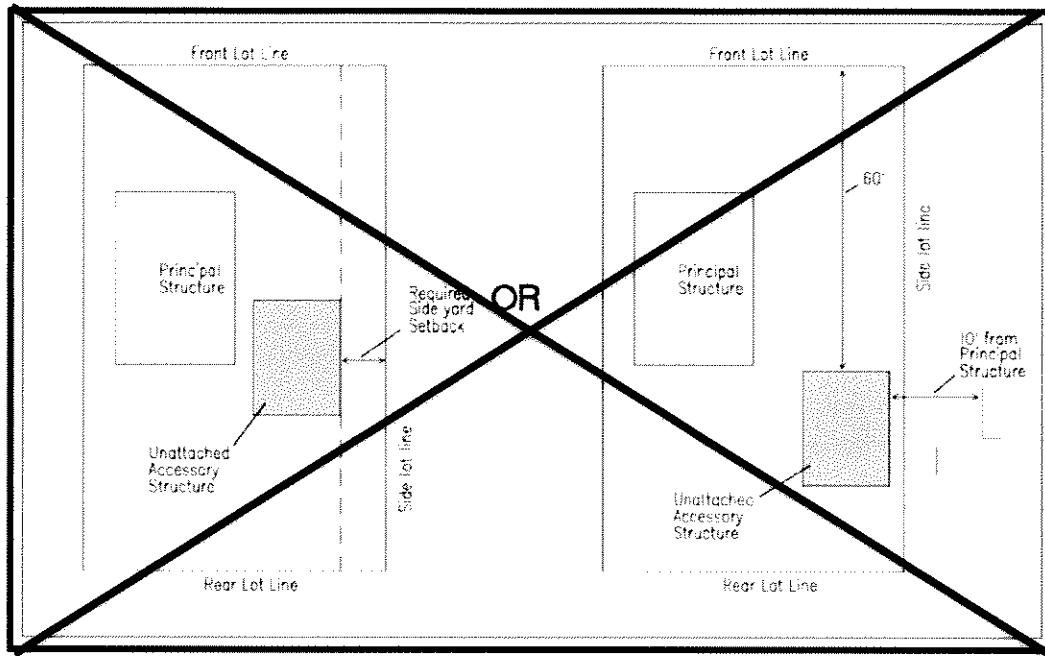 Front Lot Line
Principal
Structure
Required
Side yard
Setback
Unattached
Accessory
Structure
Side lot line
Rear Lot Line
OR
Front Lot Line
60'
Side lot line
Principal
Structure
10' from
Principal
Structure
Unattached
Accessory
Structure
Rear Lot Line